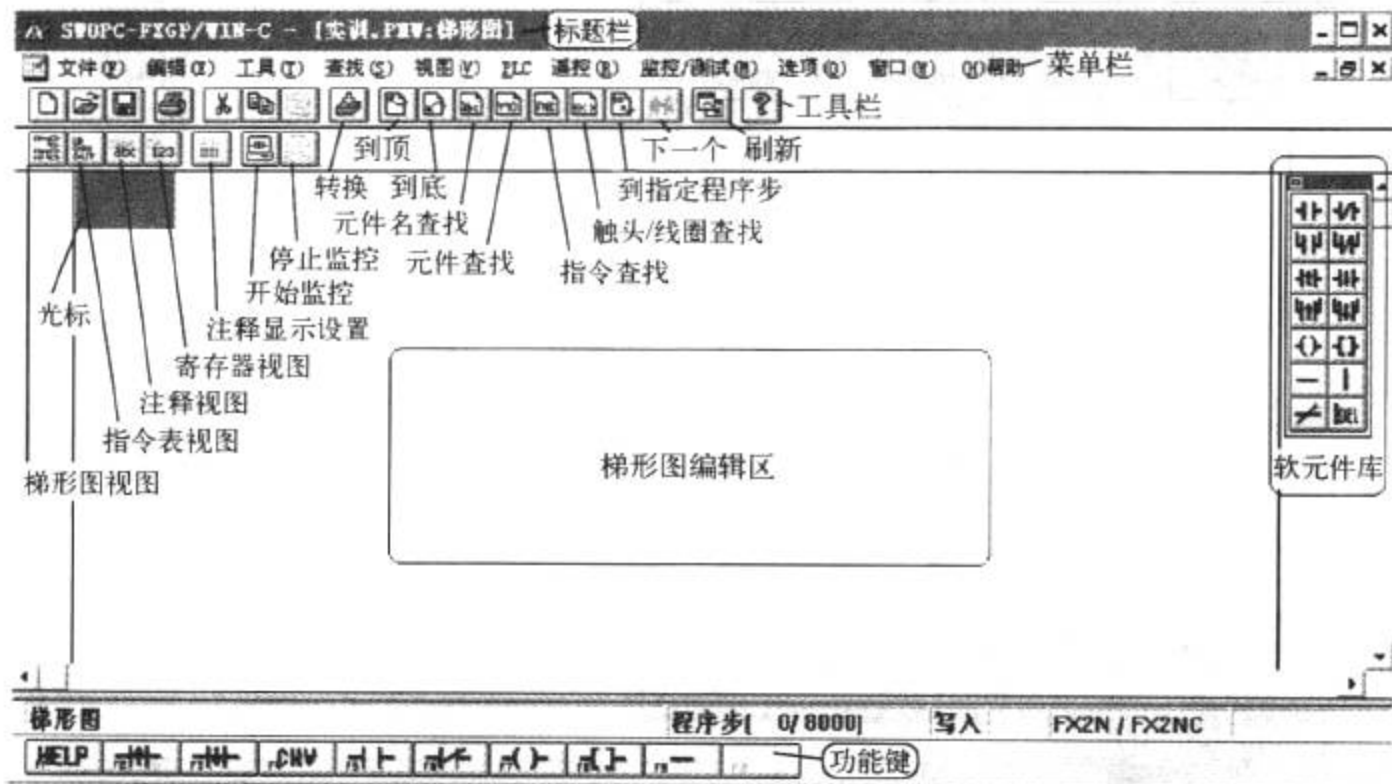 SWOPC-FXGP/WIN-C - [实训.PMW:梯形图] 标题栏
文件(F) 编辑(E) 工具(T) 查找(S) 视图(V) PLC 遥控(R) 监控/测试(M) 选项(O) 窗口(W) (H)帮助 菜单栏
工具栏
到顶 下一个 刷新
转换 到底 到指定程序步
元件名查找 触头/线圈查找
停止监控 元件查找 指令查找
开始监控
光标 注释显示设置
寄存器视图
注释视图
指令表视图
梯形图视图
梯形图编辑区
软元件库
梯形图 程序步[ 0/8000] 写入 FX2N / FX2NC
HELP CNV 功能键